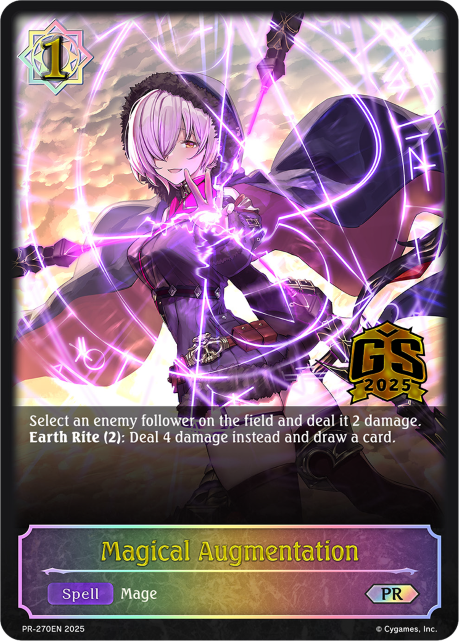 1
GS
2025
Select an enemy follower on the field and deal it 2 damage.
Earth Rite (2): Deal 4 damage instead and draw a card.
Magical Augmentation
Spell Mage
PR
PR-270EN 2025
© Cygames, Inc.